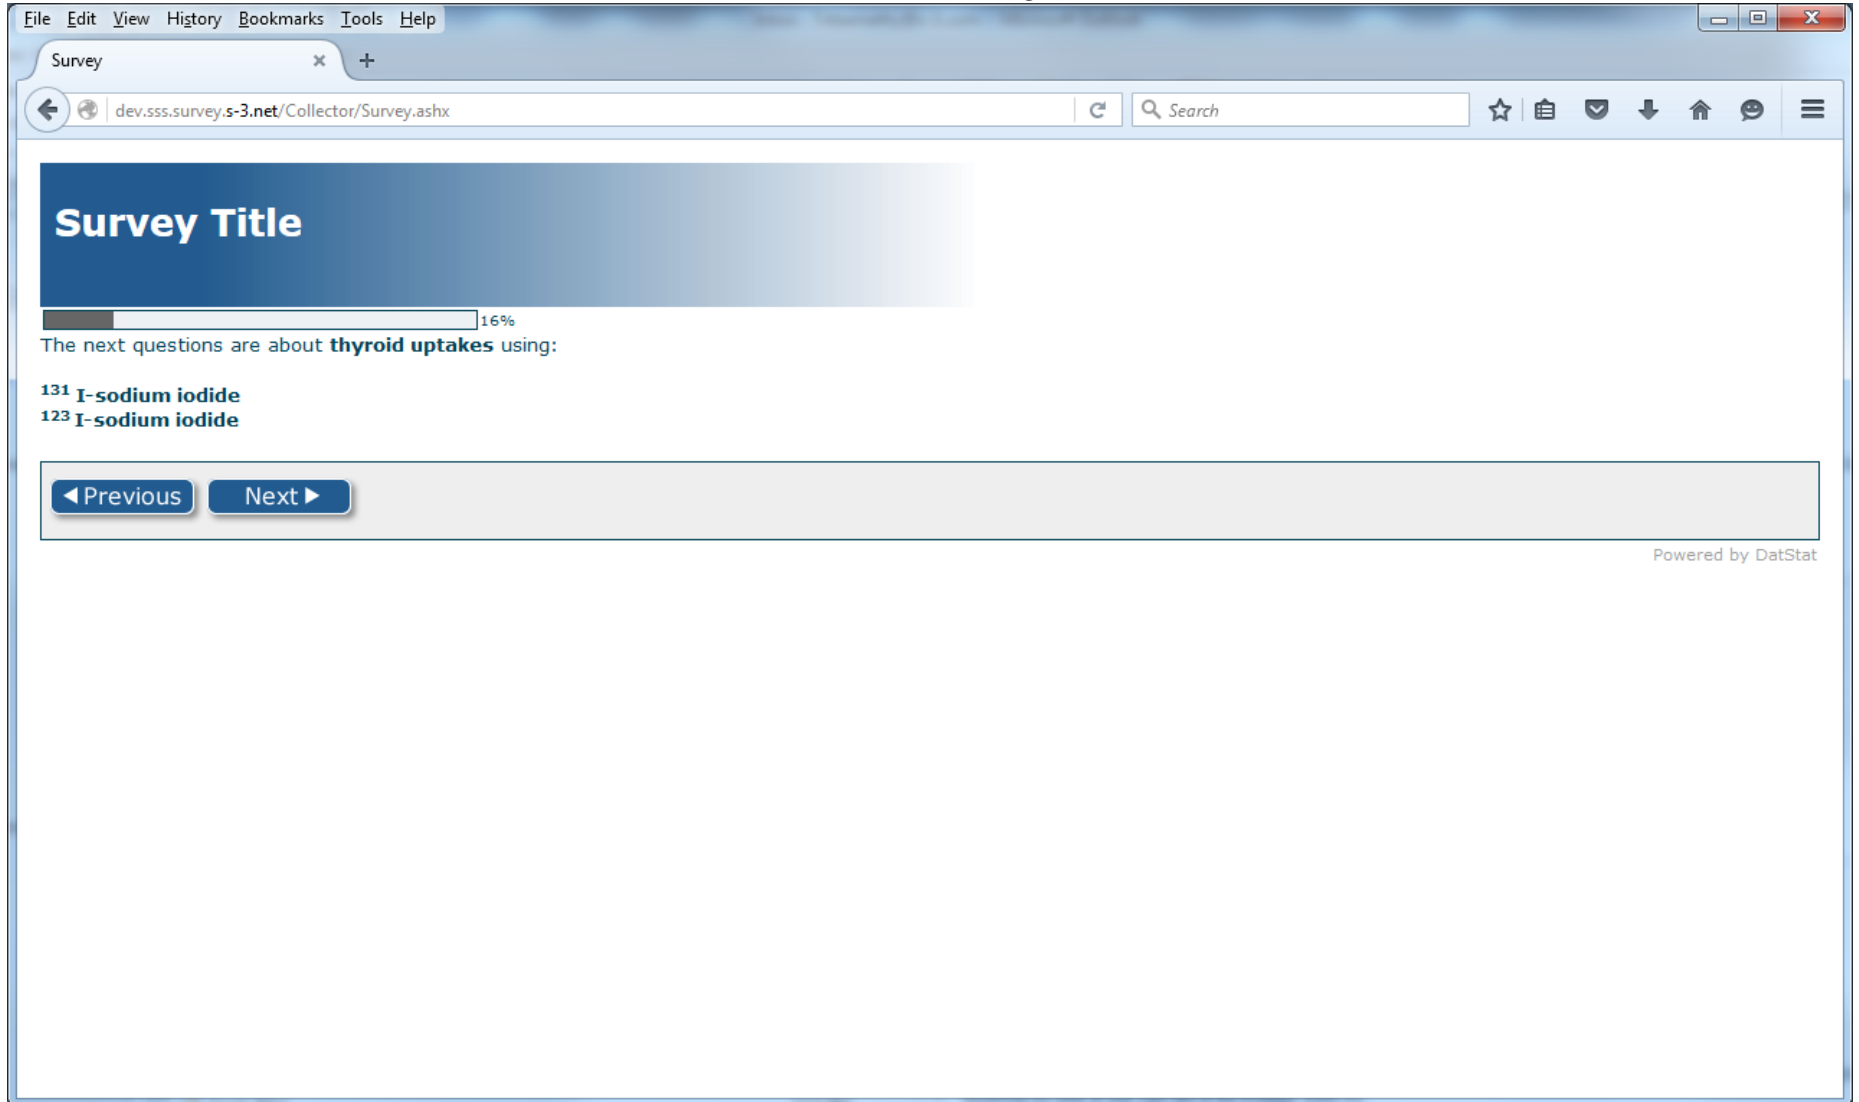 File Edit View History Bookmarks Tools Help
Survey
dev.sss.survey.s-3.net/Collector/Survey.ashx
Search
Survey Title
16%
The next questions are about thyroid uptakes using:
131 I-sodium iodide
123 I-sodium iodide
Previous Next
Powered by DatStat